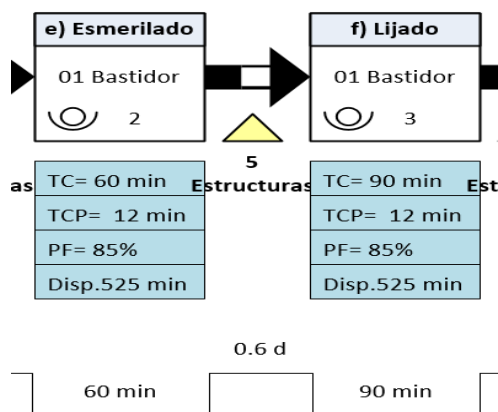 e) Esmerilado
01 Bastidor
2
as
TC= 60 min
TCP= 12 min
PF= 85%
Disp.525 min
5
Estructuras
f) Lijado
01 Bastidor
3
TC= 90 min
TCP= 12 min
PF= 85%
Disp.525 min
Est
0.6 d
60 min
90 min